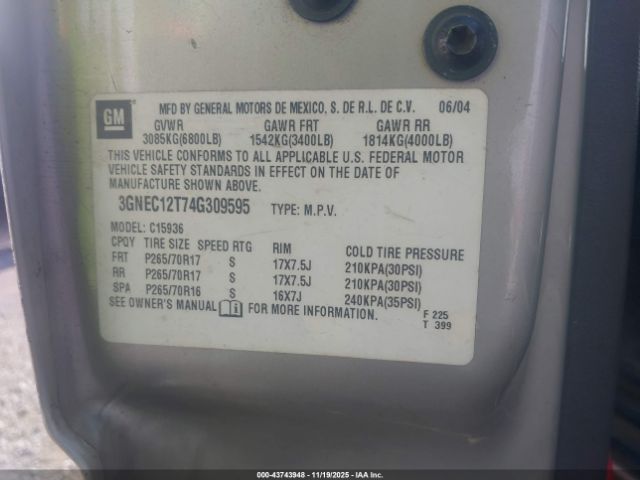 GM
MFD BY GENERAL MOTORS DE MEXICO, S. DE R.L. DE C.V. 06/04
GVWR GAWR FRT GAWR RR
3085KG(6800LB) 1542KG(3400LB) 1814KG(4000LB)
THIS VEHICLE CONFORMS TO ALL APPLICABLE U.S. FEDERAL MOTOR
VEHICLE SAFETY STANDARDS IN EFFECT ON THE DATE OF
MANUFACTURE SHOWN ABOVE.
3GNEC12T74G309595 TYPE: M.P.V.
MODEL: C15936
CPQY TIRE SIZE SPEED RTG RIM COLD TIRE PRESSURE
FRT P265/70R17 S 17X7.5J 210KPA(30PSI)
RR P265/70R17 S 17X7.5J 210KPA(30PSI)
SPA P265/70R16 S 16X7J 240KPA(35PSI)
SEE OWNER'S MANUAL FOR MORE INFORMATION.
F 225
T 399
000-43743948 - 11/19/2025 - IAAI.com